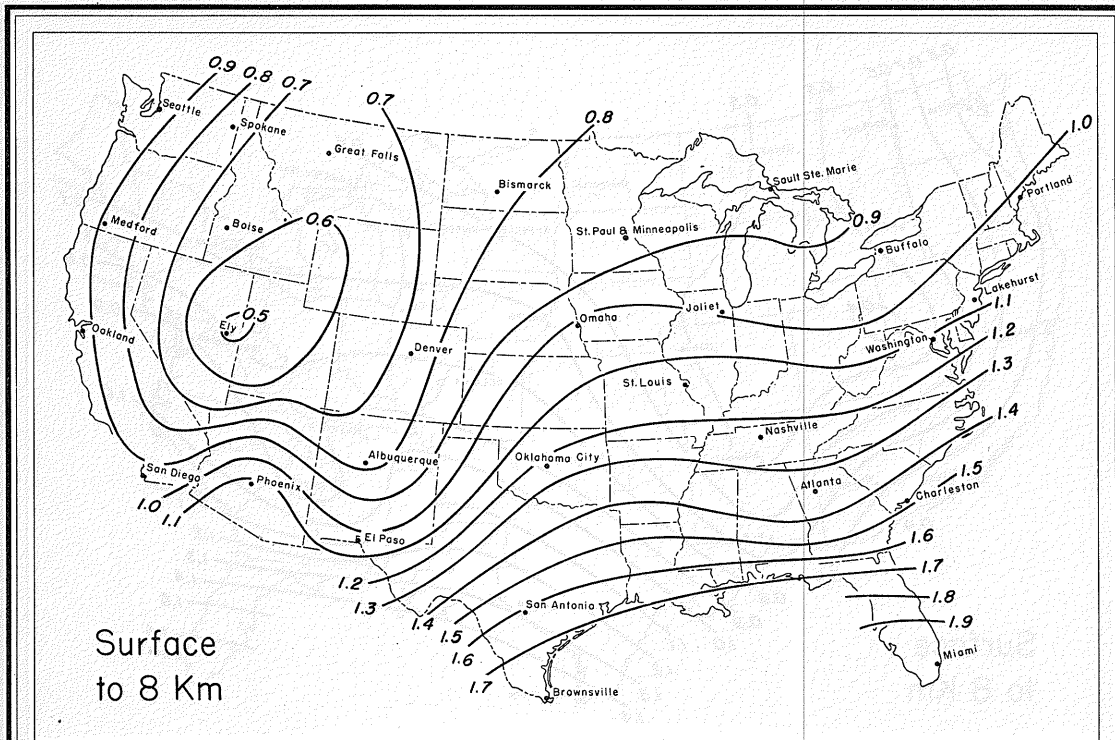 0.9
0.8
0.7
0.7
0.8
1.0
Seattle
Spokane
Great Falls
Bismarck
Sault Ste. Marie
Portland
Medford
Boise
0.6
St. Paul & Minneapolis
0.9
Buffalo
Lakehurst
0.5
Ely
Omaha
Joliet
1.1
Oakland
Denver
Washington
1.2
St. Louis
1.3
1.4
Nashville
Albuquerque
Oklahoma City
San Diego
Phoenix
Atlanta
1.5
Charleston
1.0
1.1
El Paso
1.6
1.7
1.2
1.3
1.4
San Antonia
1.8
1.5
1.9
1.6
Surface
to 8 Km
Miami
1.7
Brownsville